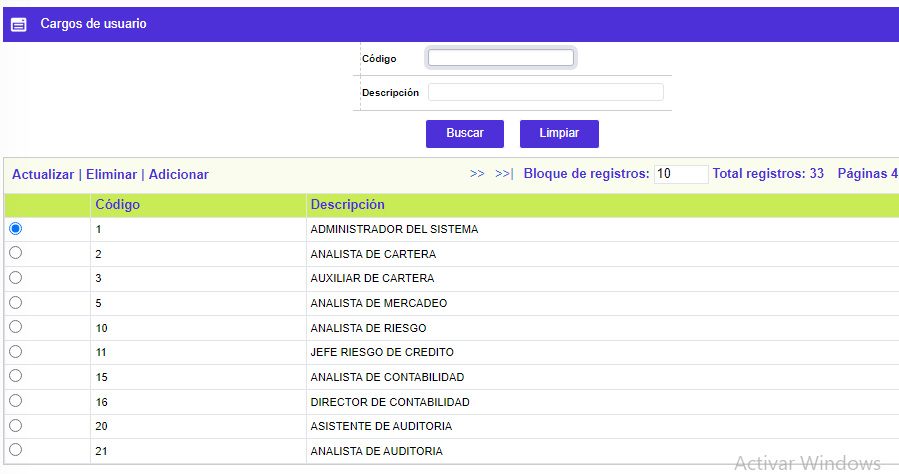 Cargos de usuario
Código
Descripción
Buscar Limpiar
Actualizar | Eliminar | Adicionar >> >>| Bloque de registros: 10 Total registros: 33 Páginas 4
Código Descripción
1 ADMINISTRADOR DEL SISTEMA
2 ANALISTA DE CARTERA
3 AUXILIAR DE CARTERA
5 ANALISTA DE MERCADEO
10 ANALISTA DE RIESGO
11 JEFE RIESGO DE CREDITO
15 ANALISTA DE CONTABILIDAD
16 DIRECTOR DE CONTABILIDAD
20 ASISTENTE DE AUDITORIA
21 ANALISTA DE AUDITORIA
Activar Windows